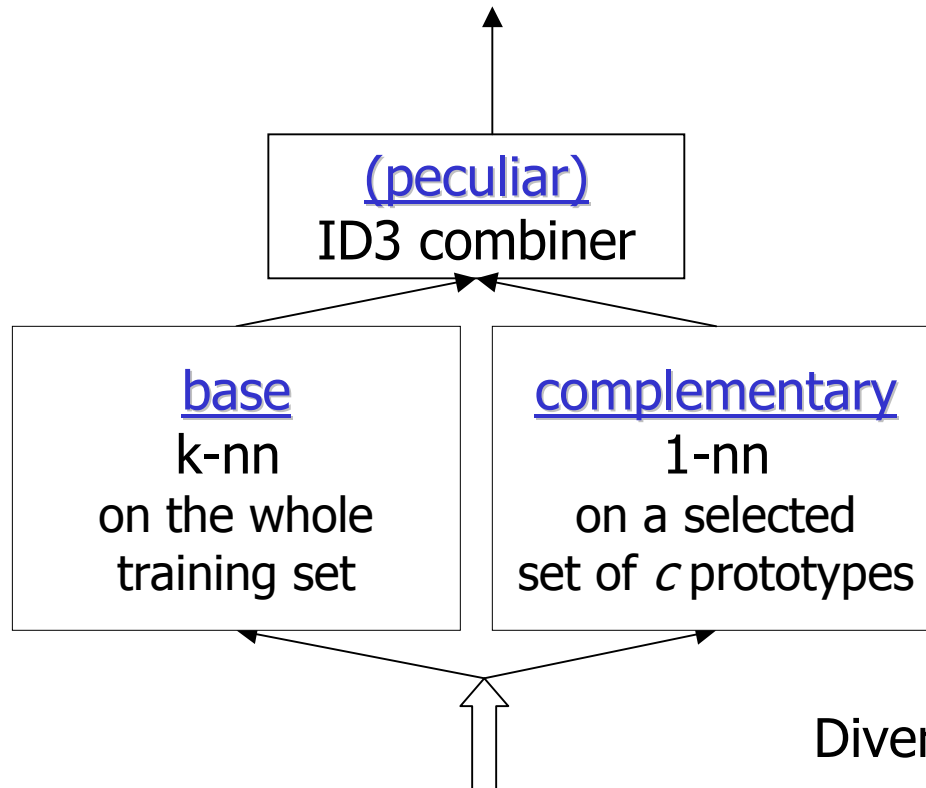 (peculiar)
ID3 combiner
base
k-nn
on the whole
training set
complementary
1-nn
on a selected
set of c prototypes